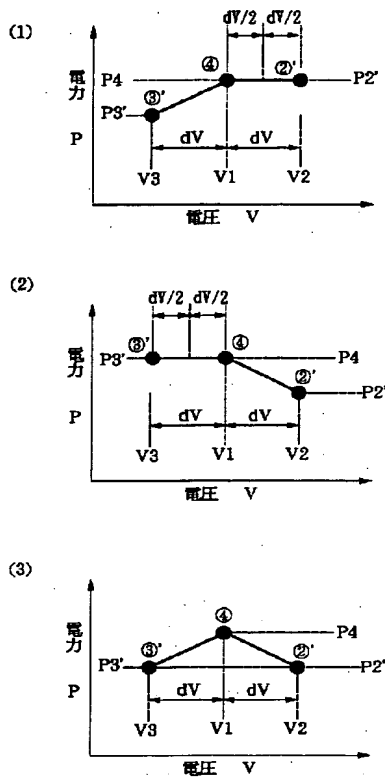 (1)
dV/2 dV/2
④ ②'
P4 P2'
③'
P3'
dV dV
電力 P
V3 V1 V2
電圧 V
(2)
dV/2 dV/2
③' ④
P3' P4
②'
P2'
dV dV
電力 P
V3 V1 V2
電圧 V
(3)
④
P4
③' ②'
P3' P2'
dV dV
電力 P
V3 V1 V2
電圧 V